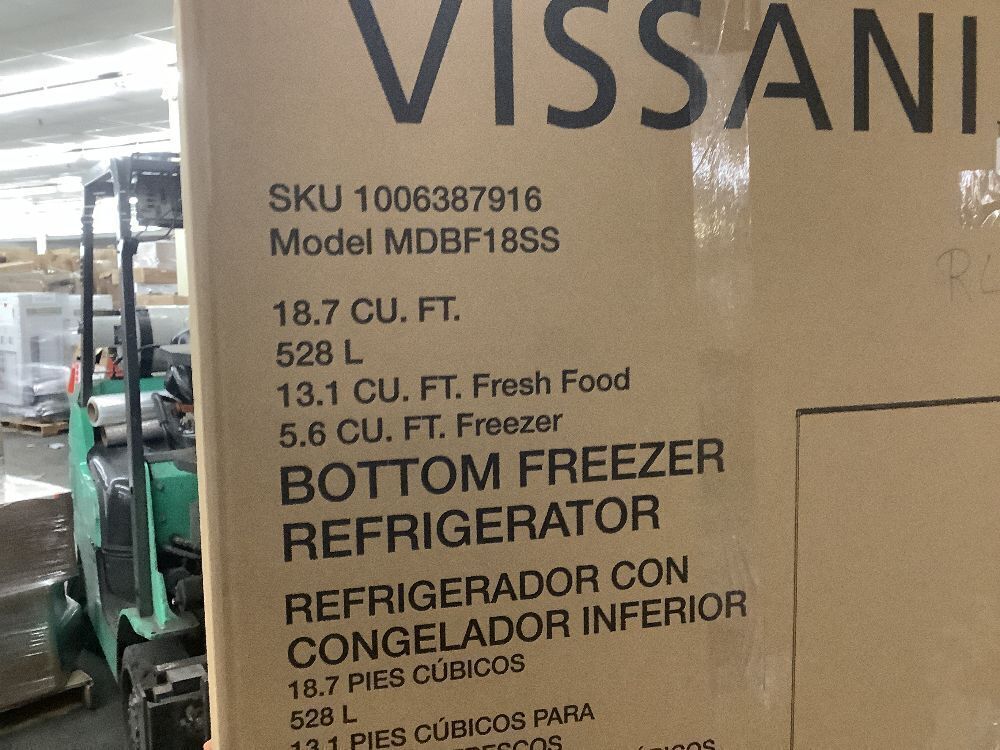 VISSANI
SKU 1006387916
Model MDBF18SS
18.7 CU. FT.
528 L
13.1 CU. FT. Fresh Food
5.6 CU. FT. Freezer
BOTTOM FREEZER
REFRIGERATOR
REFRIGERADOR CON
CONGELADOR INFERIOR
18.7 PIES CÚBICOS
528 L
13.1 PIES CÚBICOS PARA